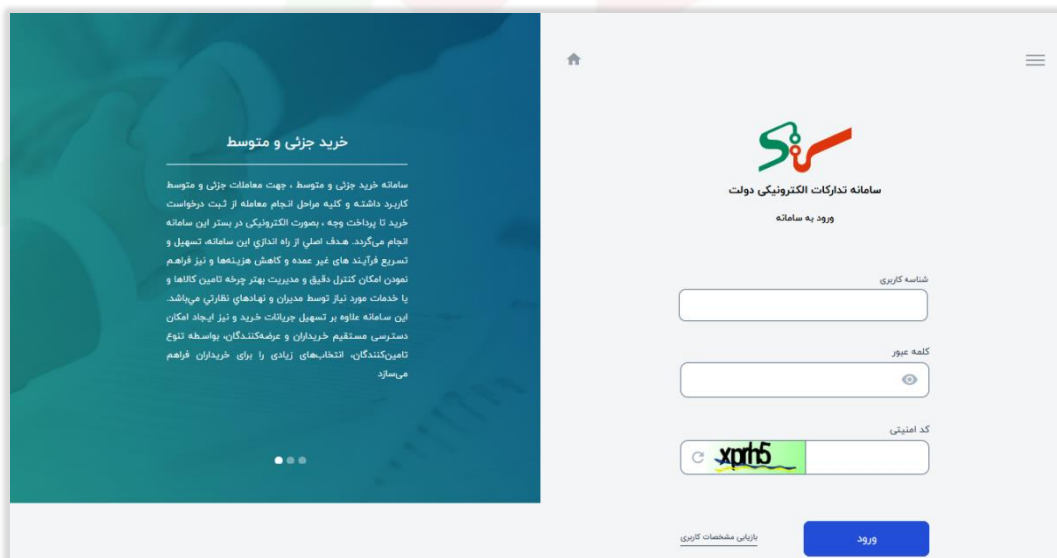 ستاد
سامانه تدارکات الکترونیکی دولت
ورود به سامانه
شناسه کاربری
کلمه عبور
کد امنیتی
xprh5
ورود
بازیابی مشخصات کاربری
خرید جزئی و متوسط
سامانه خرید جزئی و متوسط ، جهت معاملات جزئی و متوسط
کاربرد داشته و کلیه مراحل انجام معامله از ثبت درخواست
خرید تا پرداخت وجه ، بصورت الکترونیکی در بستر این سامانه
انجام می‌گردد. هدف اصلي از راه اندازي این سامانه، تسهیل و
تسریع فرآیند های غیر عمده و کاهش هزینه‌ها و نیز فراهم
نمودن امکان کنترل دقیق و مدیریت بهتر چرخه تامین کالاها و
یا خدمات مورد نیاز توسط مدیران و نهادهاي نظارتي مي‌باشد.
این سامانه علاوه بر تسهیل جریانات خرید و نیز ایجاد امکان
دسترسی مستقیم خریداران و عرضه‌کنندگان، بواسطه تنوع
تامین‌کنندگان، انتخاب‌های زیادی را برای خریداران فراهم
می‌سازد